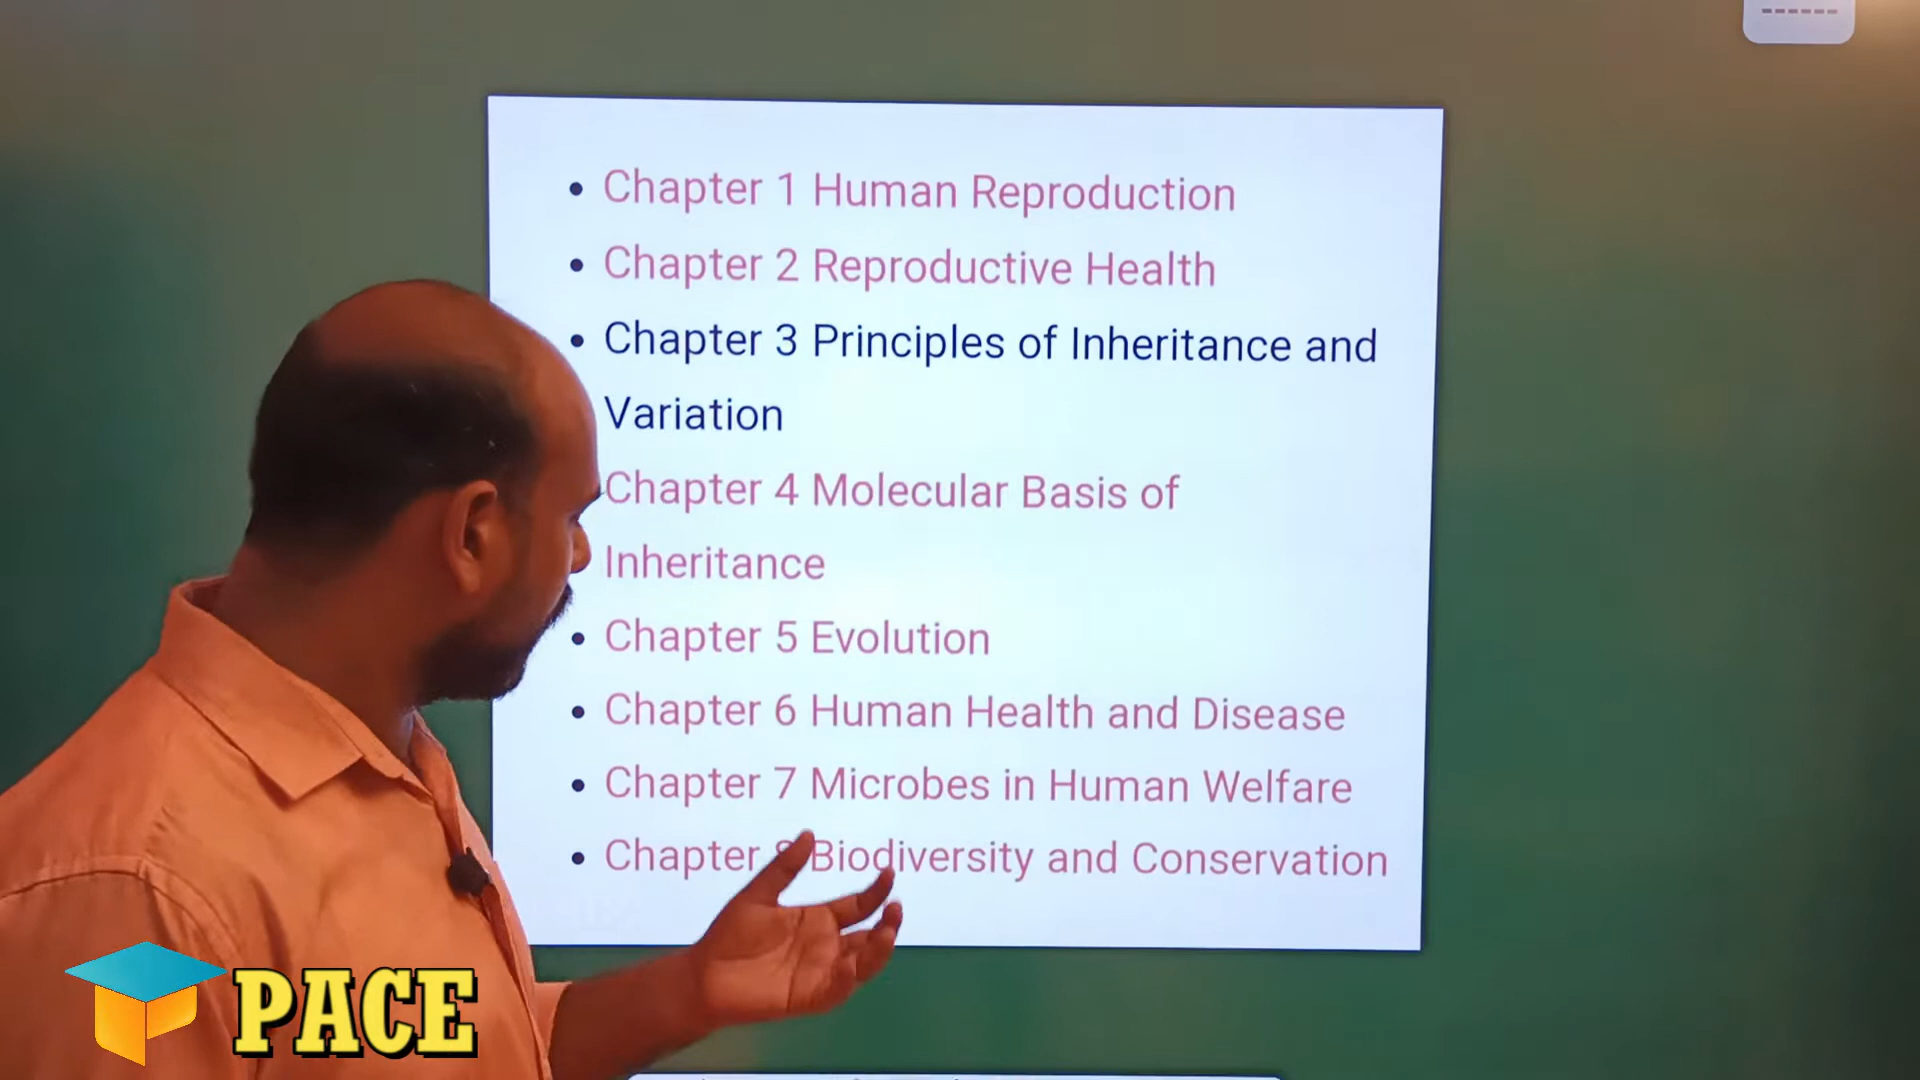 Chapter 1 Human Reproduction
Chapter 2 Reproductive Health
Chapter 3 Principles of Inheritance and
Variation
Chapter 4 Molecular Basis of
Inheritance
Chapter 5 Evolution
Chapter 6 Human Health and Disease
Chapter 7 Microbes in Human Welfare
Chapter 8 Biodiversity and Conservation
PACE